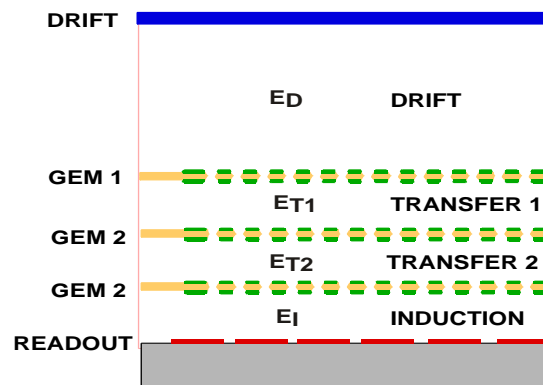 DRIFT
ED DRIFT
GEM 1
ET1 TRANSFER 1
GEM 2
ET2 TRANSFER 2
GEM 2
EI INDUCTION
READOUT